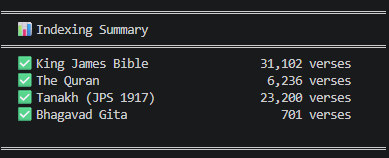 📊 Indexing Summary
✅ King James Bible 31,102 verses
✅ The Quran 6,236 verses
✅ Tanakh (JPS 1917) 23,200 verses
✅ Bhagavad Gita 701 verses